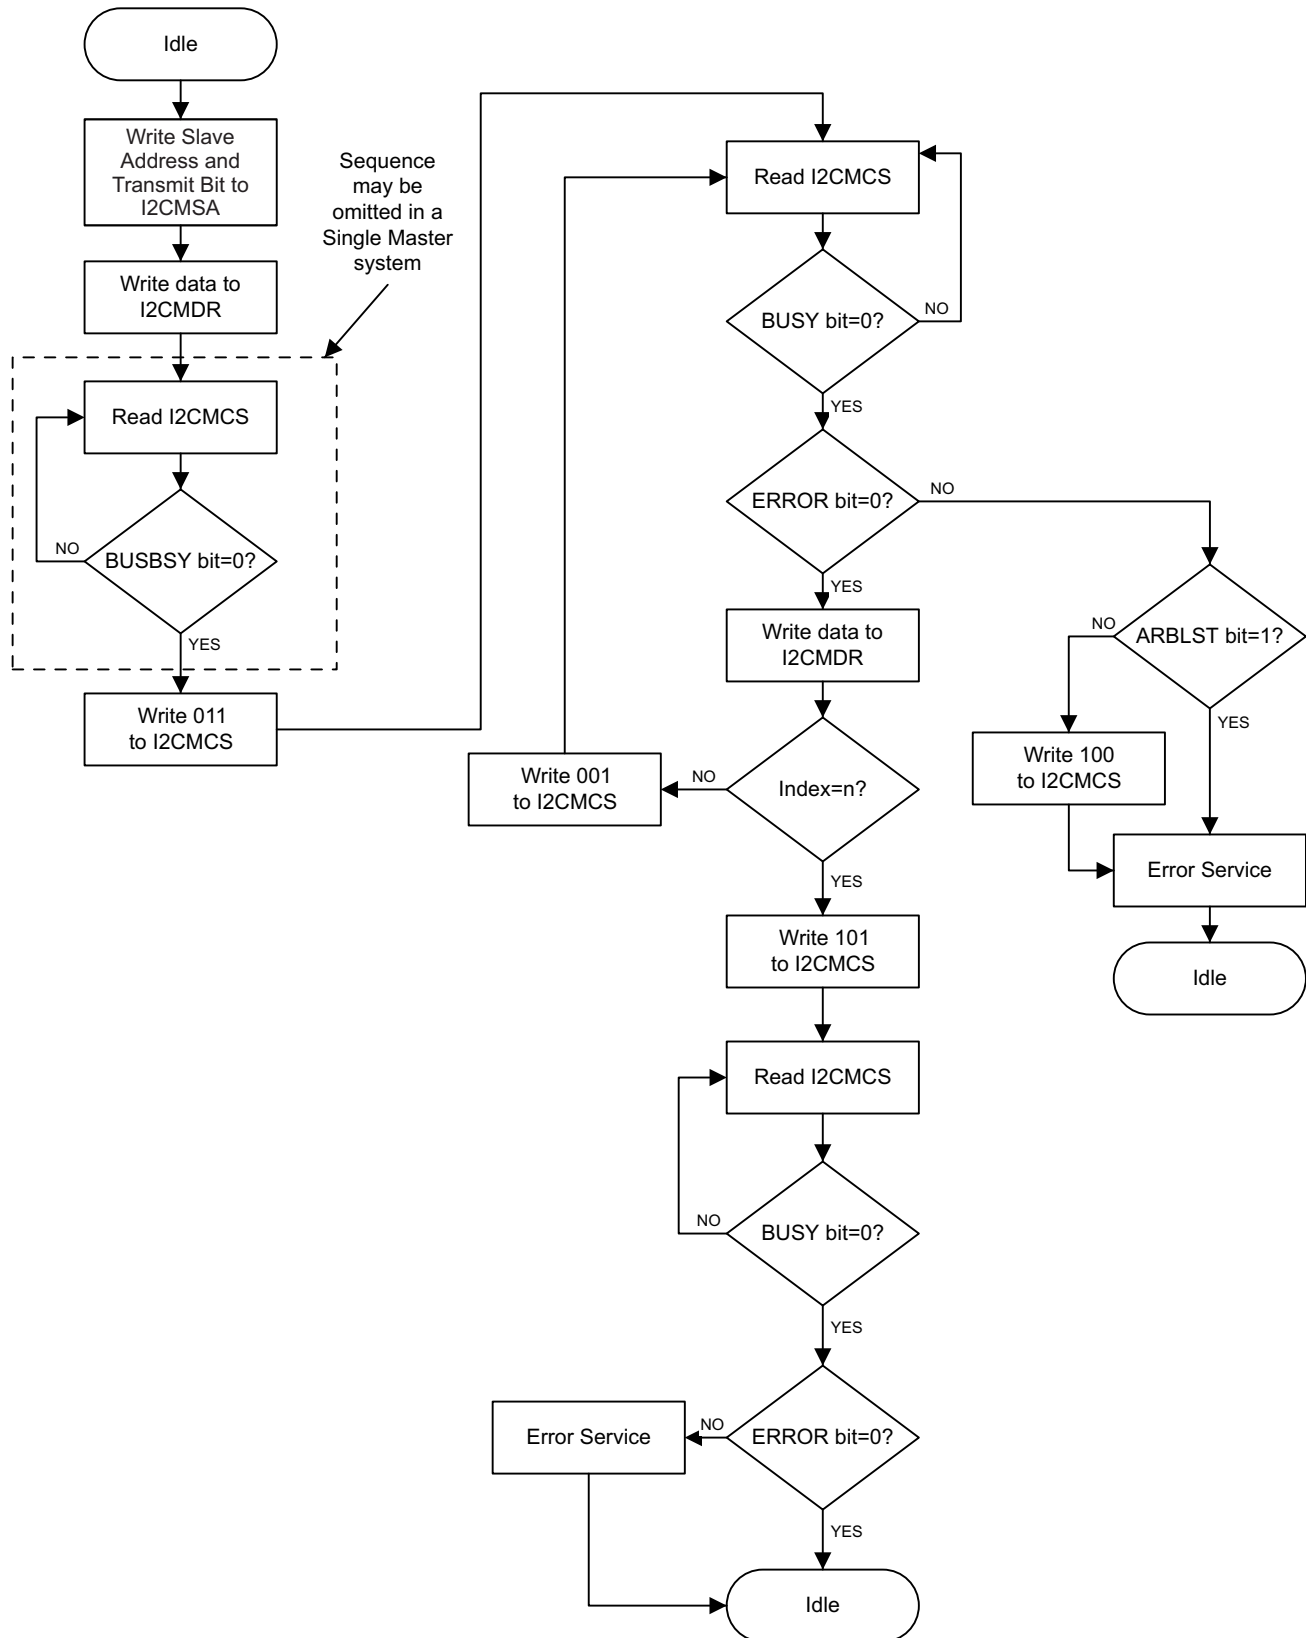 Idle
Write Slave
Address and
Transmit Bit to
I2CMSA
Write data to
I2CMDR
Sequence
may be
omitted in a
Single Master
system
Read I2CMCS
BUSBSY bit=0?
NO
YES
Write 011
to I2CMCS
Read I2CMCS
BUSY bit=0?
NO
YES
ERROR bit=0?
NO
YES
Write data to
I2CMDR
Index=n?
NO
Write 001
to I2CMCS
YES
ARBLST bit=1?
NO
YES
Write 100
to I2CMCS
Error Service
Idle
Write 101
to I2CMCS
Read I2CMCS
BUSY bit=0?
NO
YES
ERROR bit=0?
NO
Error Service
YES
Idle